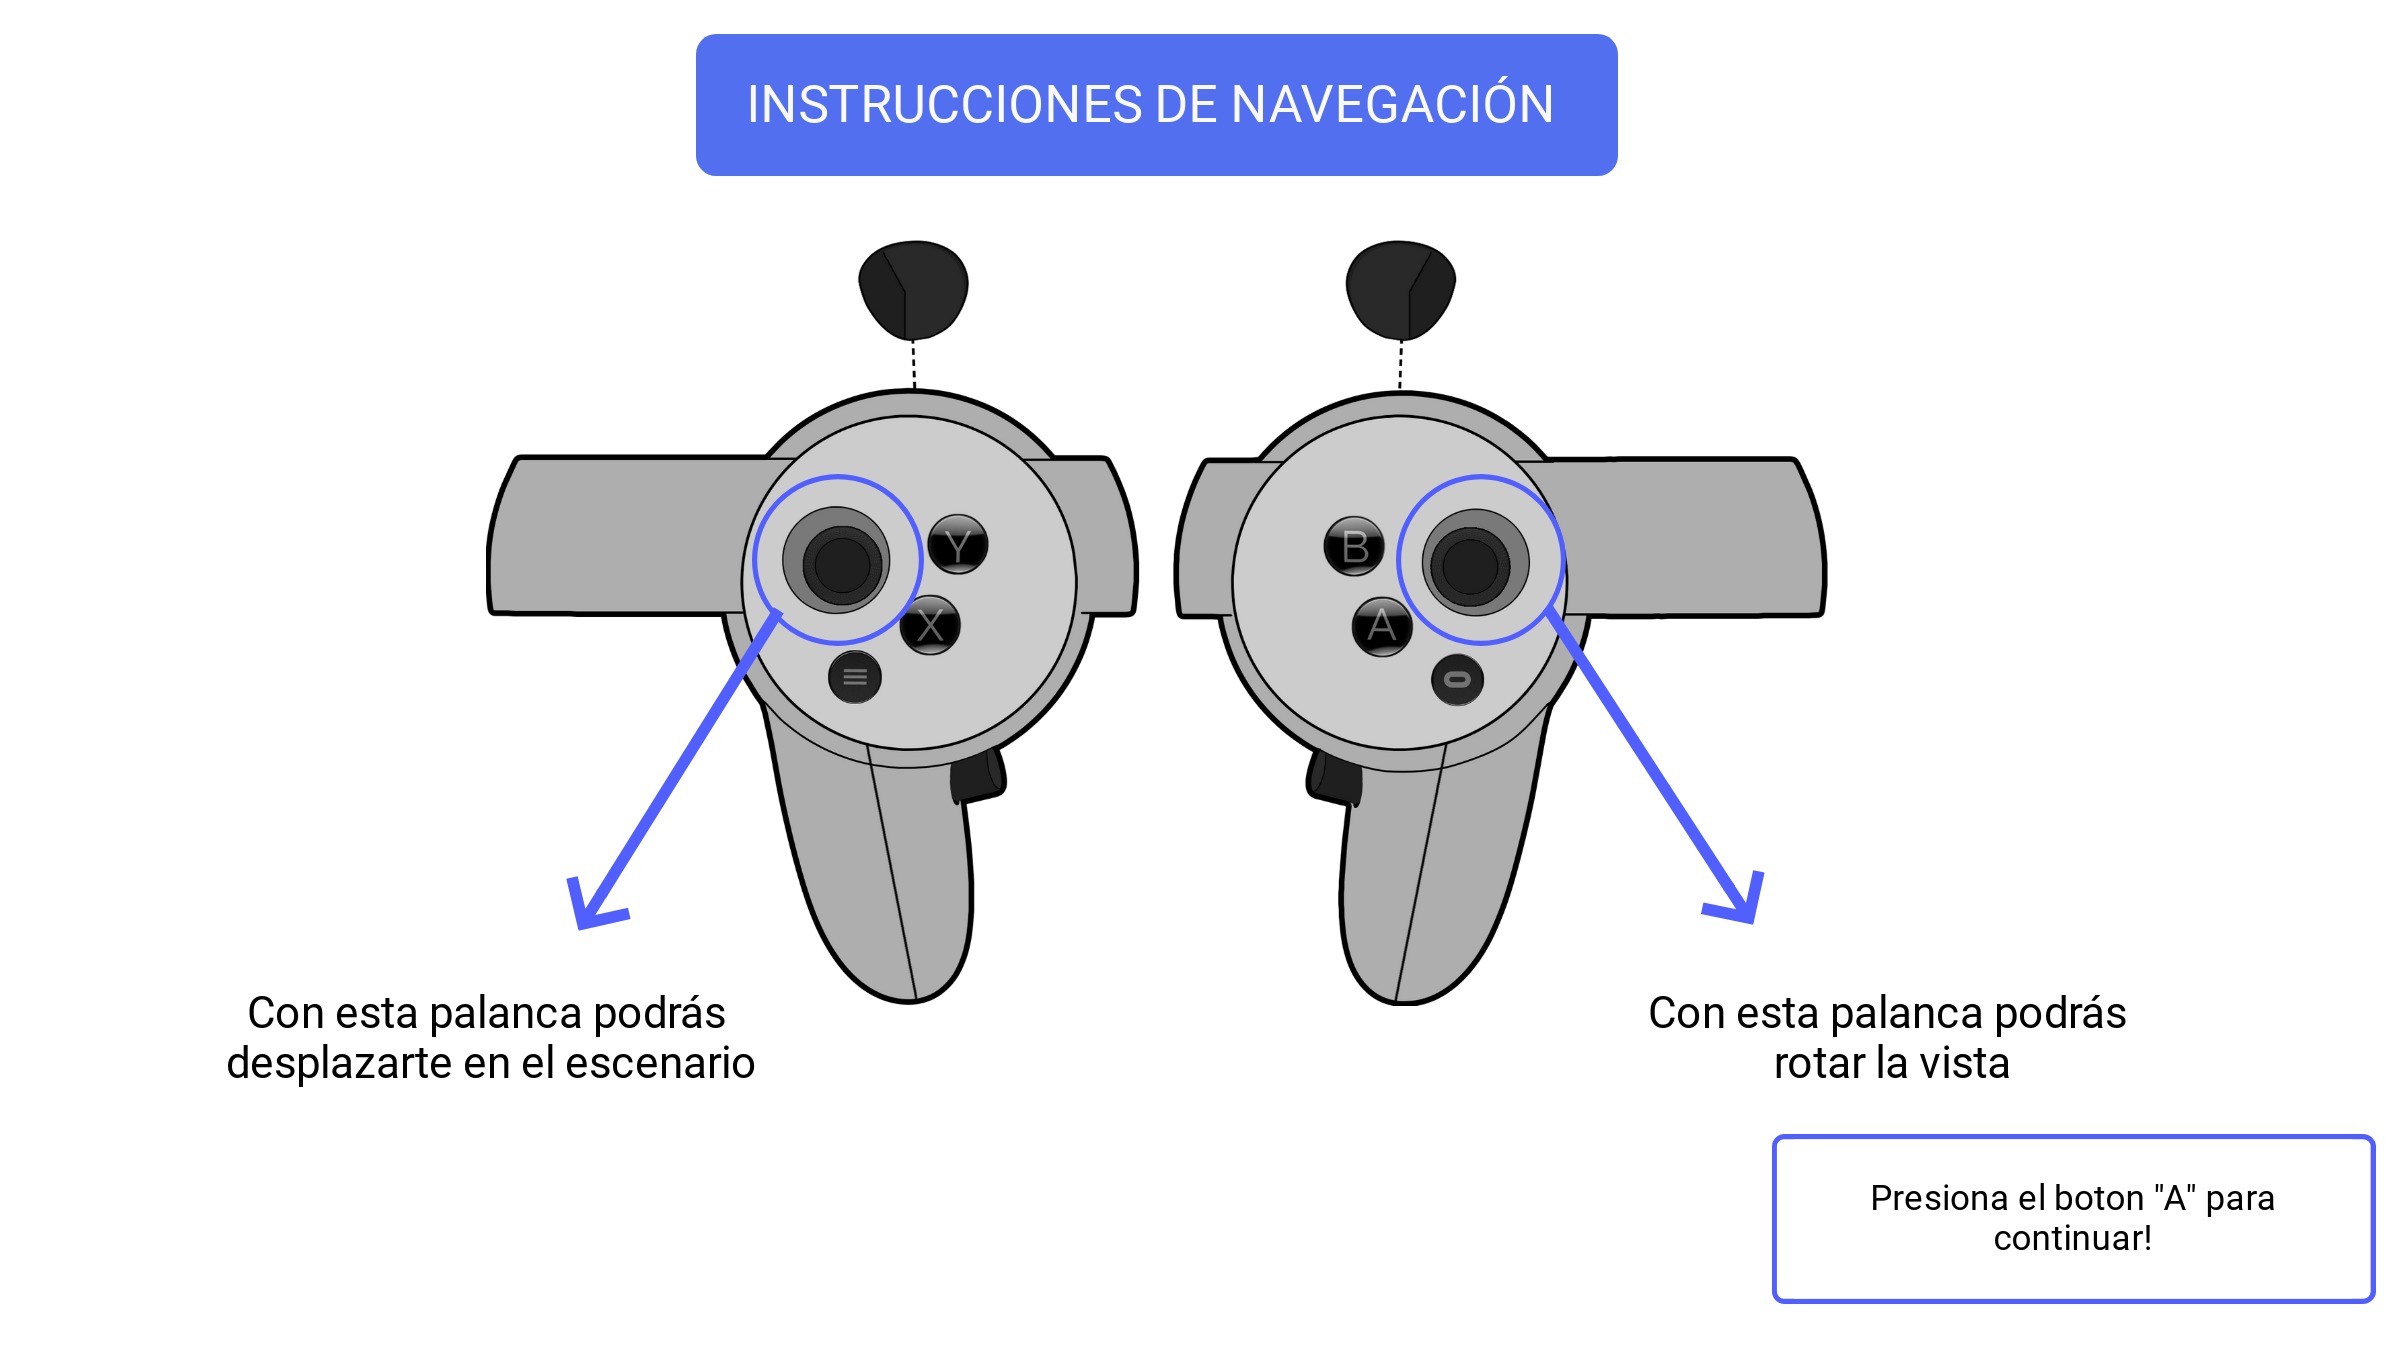 INSTRUCCIONES DE NAVEGACIÓN
Y
B
X
A
Con esta palanca podrás
desplazarte en el escenario
Con esta palanca podrás
rotar la vista
Presiona el boton "A" para
continuar!